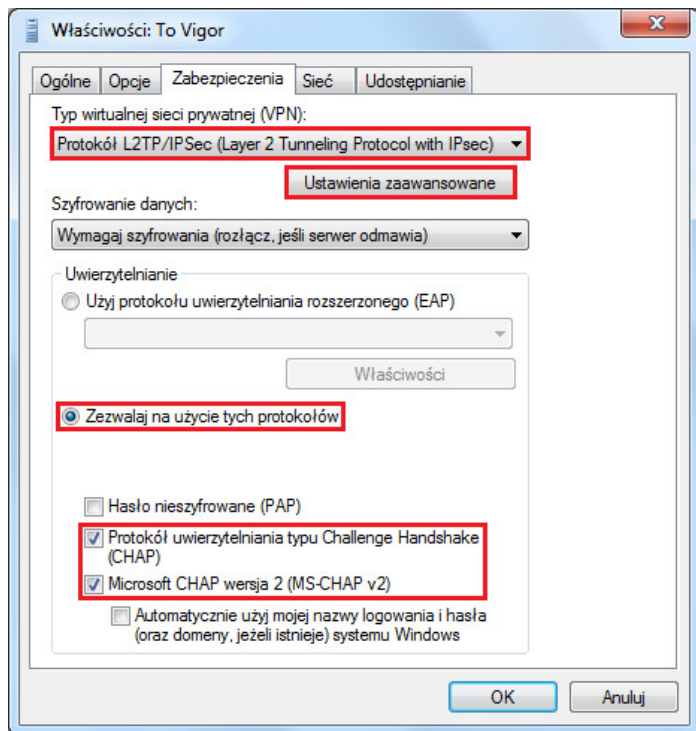 Właściwości: To Vigor
Ogólne Opcje Zabezpieczenia Sieć Udostępnianie
Typ wirtualnej sieci prywatnej (VPN):
Protokół L2TP/IPSec (Layer 2 Tunneling Protocol with IPsec)
Ustawienia zaawansowane
Szyfrowanie danych:
Wymagaj szyfrowania (rozłącz, jeśli serwer odmawia)
Uwierzytelnianie
Użyj protokołu uwierzytelniania rozszerzonego (EAP)
Właściwości
Zezwalaj na użycie tych protokołów
Hasło nieszyfrowane (PAP)
Protokół uwierzytelniania typu Challenge Handshake
(CHAP)
Microsoft CHAP wersja 2 (MS-CHAP v2)
Automatycznie użyj mojej nazwy logowania i hasła
(oraz domeny, jeżeli istnieje) systemu Windows
OK Anuluj